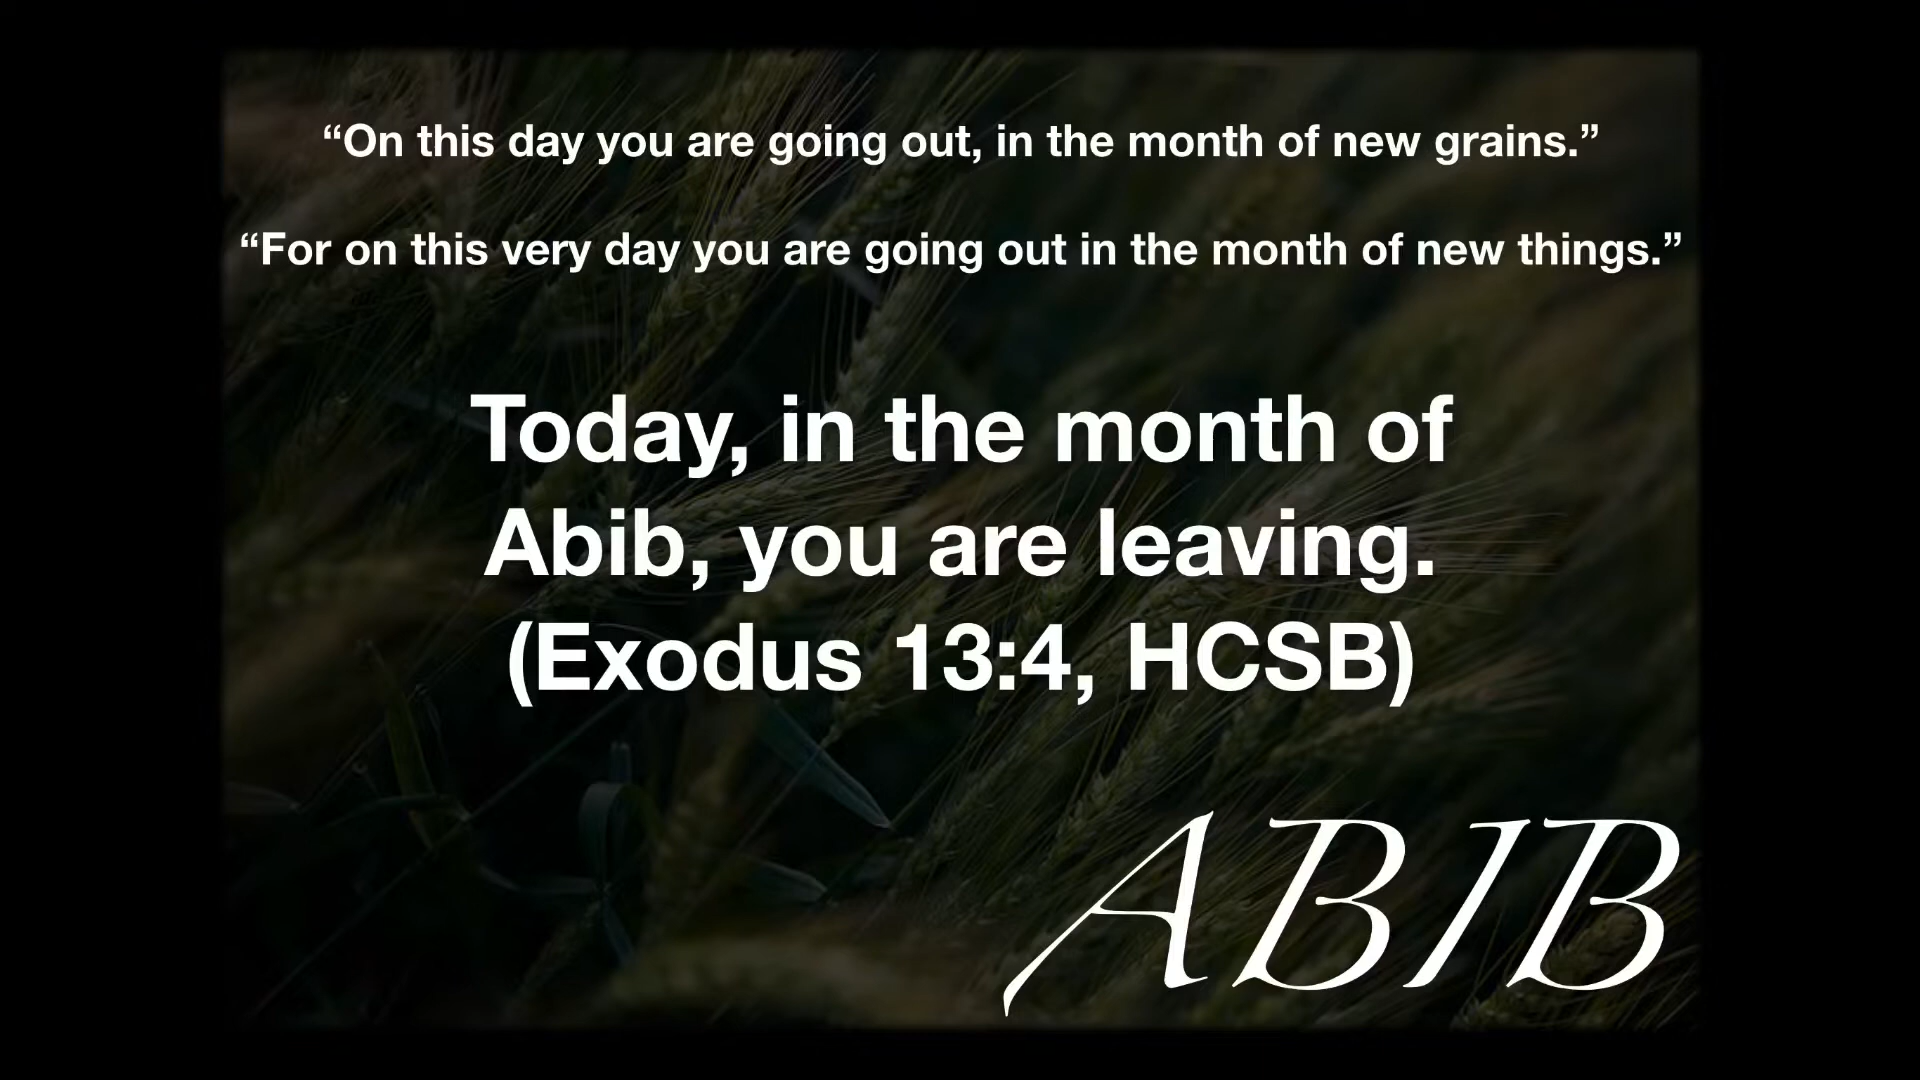 “On this day you are going out, in the month of new grains.”
“For on this very day you are going out in the month of new things.”
Today, in the month of
Abib, you are leaving.
(Exodus 13:4, HCSB)
ABIB